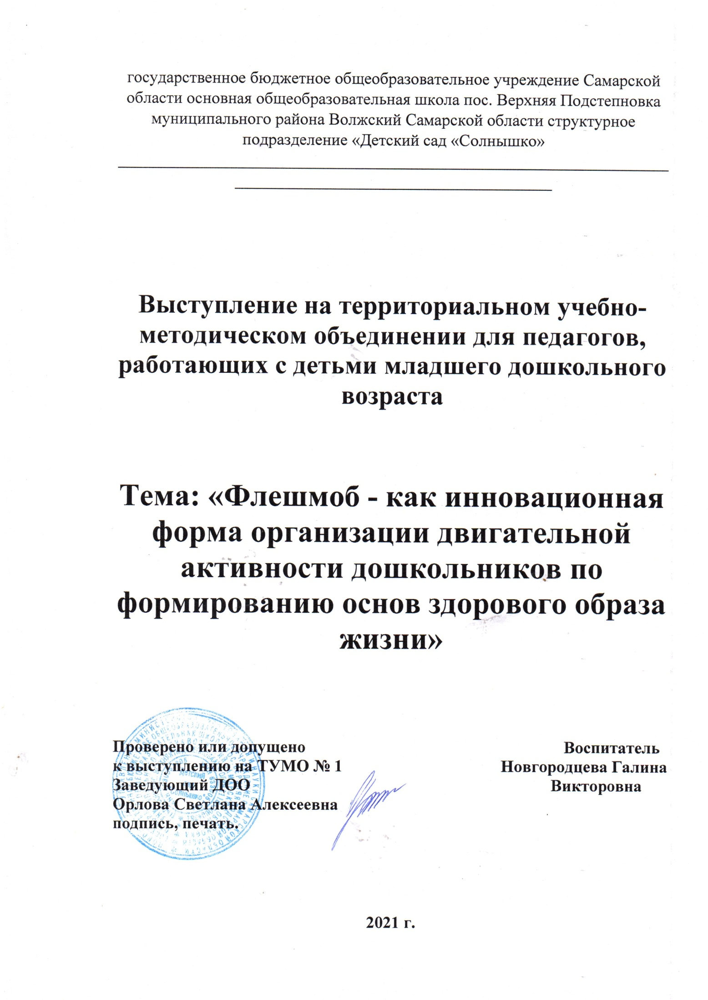 государственное бюджетное общеобразовательное учреждение Самарской
области основная общеобразовательная школа пос. Верхняя Подстепновка
муниципального района Волжский Самарской области структурное
подразделение «Детский сад «Солнышко»
Выступление на территориальном учебно-
методическом объединении для педагогов,
работающих с детьми младшего дошкольного
возраста
Тема: «Флешмоб - как инновационная
форма организации двигательной
активности дошкольников по
формированию основ здорового образа
жизни»
Проверено или допущено
к выступлению на ТУМО № 1
Заведующий ДОО
Орлова Светлана Алексеевна
подпись, печать.
Воспитатель
Новгородцева Галина
Викторовна
2021 г.